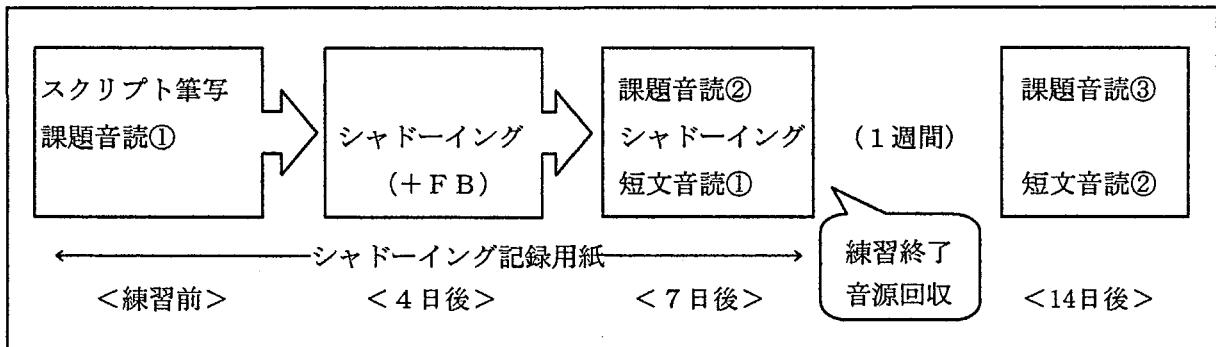 スクリプト筆写
課題音読①
シャドーイング
(+FB)
課題音読②
シャドーイング
短文音読①
(1週間)
課題音読③
短文音読②
シャドーイング記録用紙
練習終了
音源回収
<練習前>
<4日後>
<7日後>
<14日後>